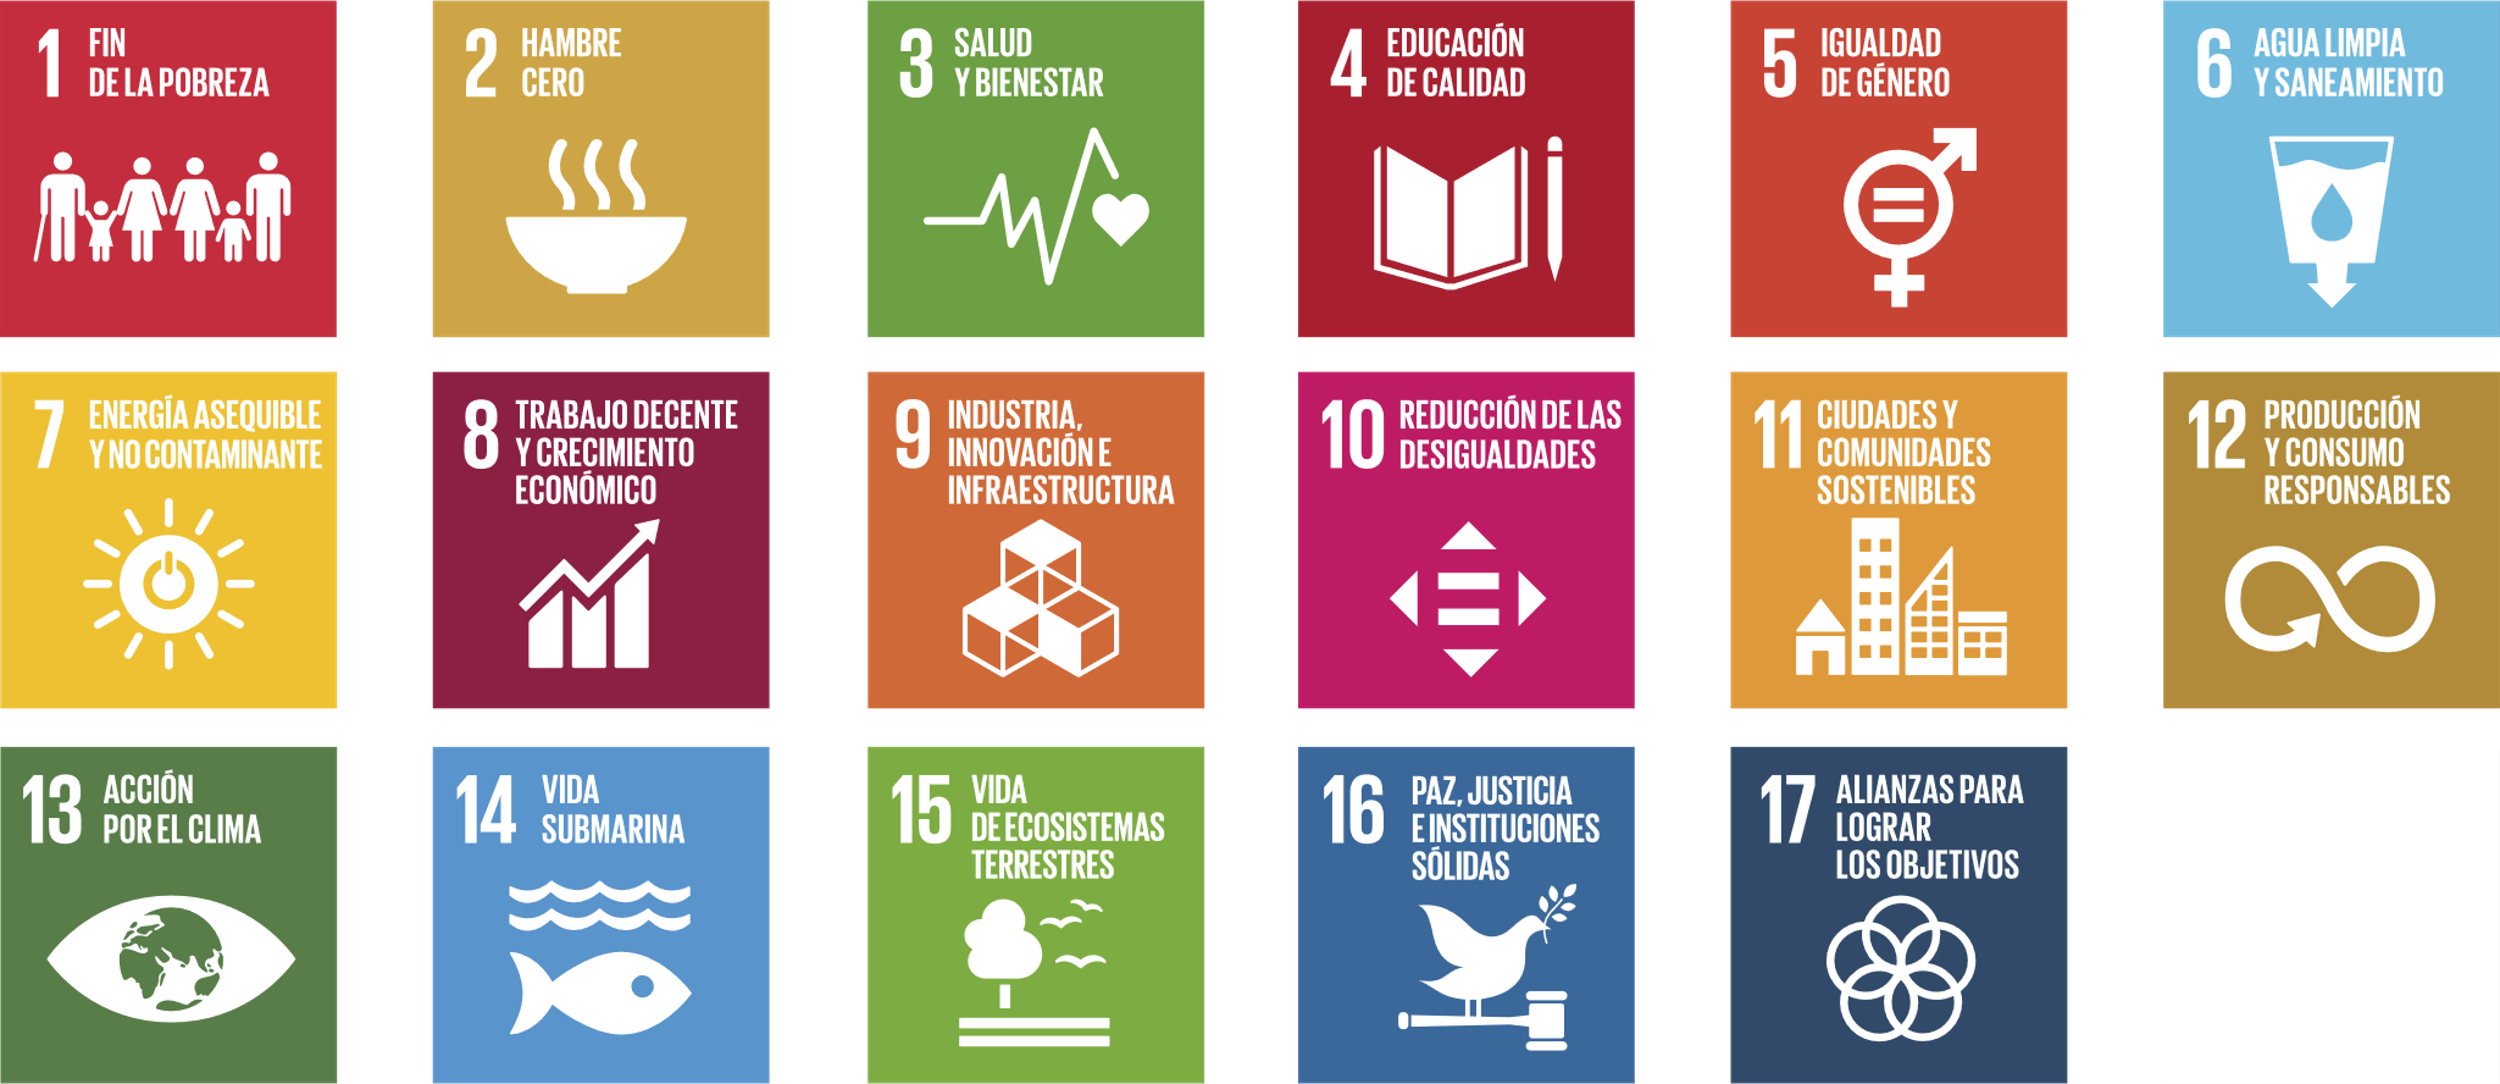 1 FIN
DE LA POBREZA
2 HAMBRE
CERO
3 SALUD
Y BIENESTAR
4 EDUCACIÓN
DE CALIDAD
5 IGUALDAD
DE GÉNERO
6 AGUA LIMPIA
Y SANEAMIENTO
7 ENERGÍA ASEQUIBLE
Y NO CONTAMINANTE
8 TRABAJO DECENTE
Y CRECIMIENTO
ECONÓMICO
9 INDUSTRIA,
INNOVACIÓN E
INFRAESTRUCTURA
10 REDUCCIÓN DE LAS
DESIGUALDADES
11 CIUDADES Y
COMUNIDADES
SOSTENIBLES
12 PRODUCCIÓN
Y CONSUMO
RESPONSABLES
13 ACCIÓN
POR EL CLIMA
14 VIDA
SUBMARINA
15 VIDA
DE ECOSISTEMAS
TERRESTRES
16 PAZ, JUSTICIA
E INSTITUCIONES
SÓLIDAS
17 ALIANZAS PARA
LOGRAR
LOS OBJETIVOS